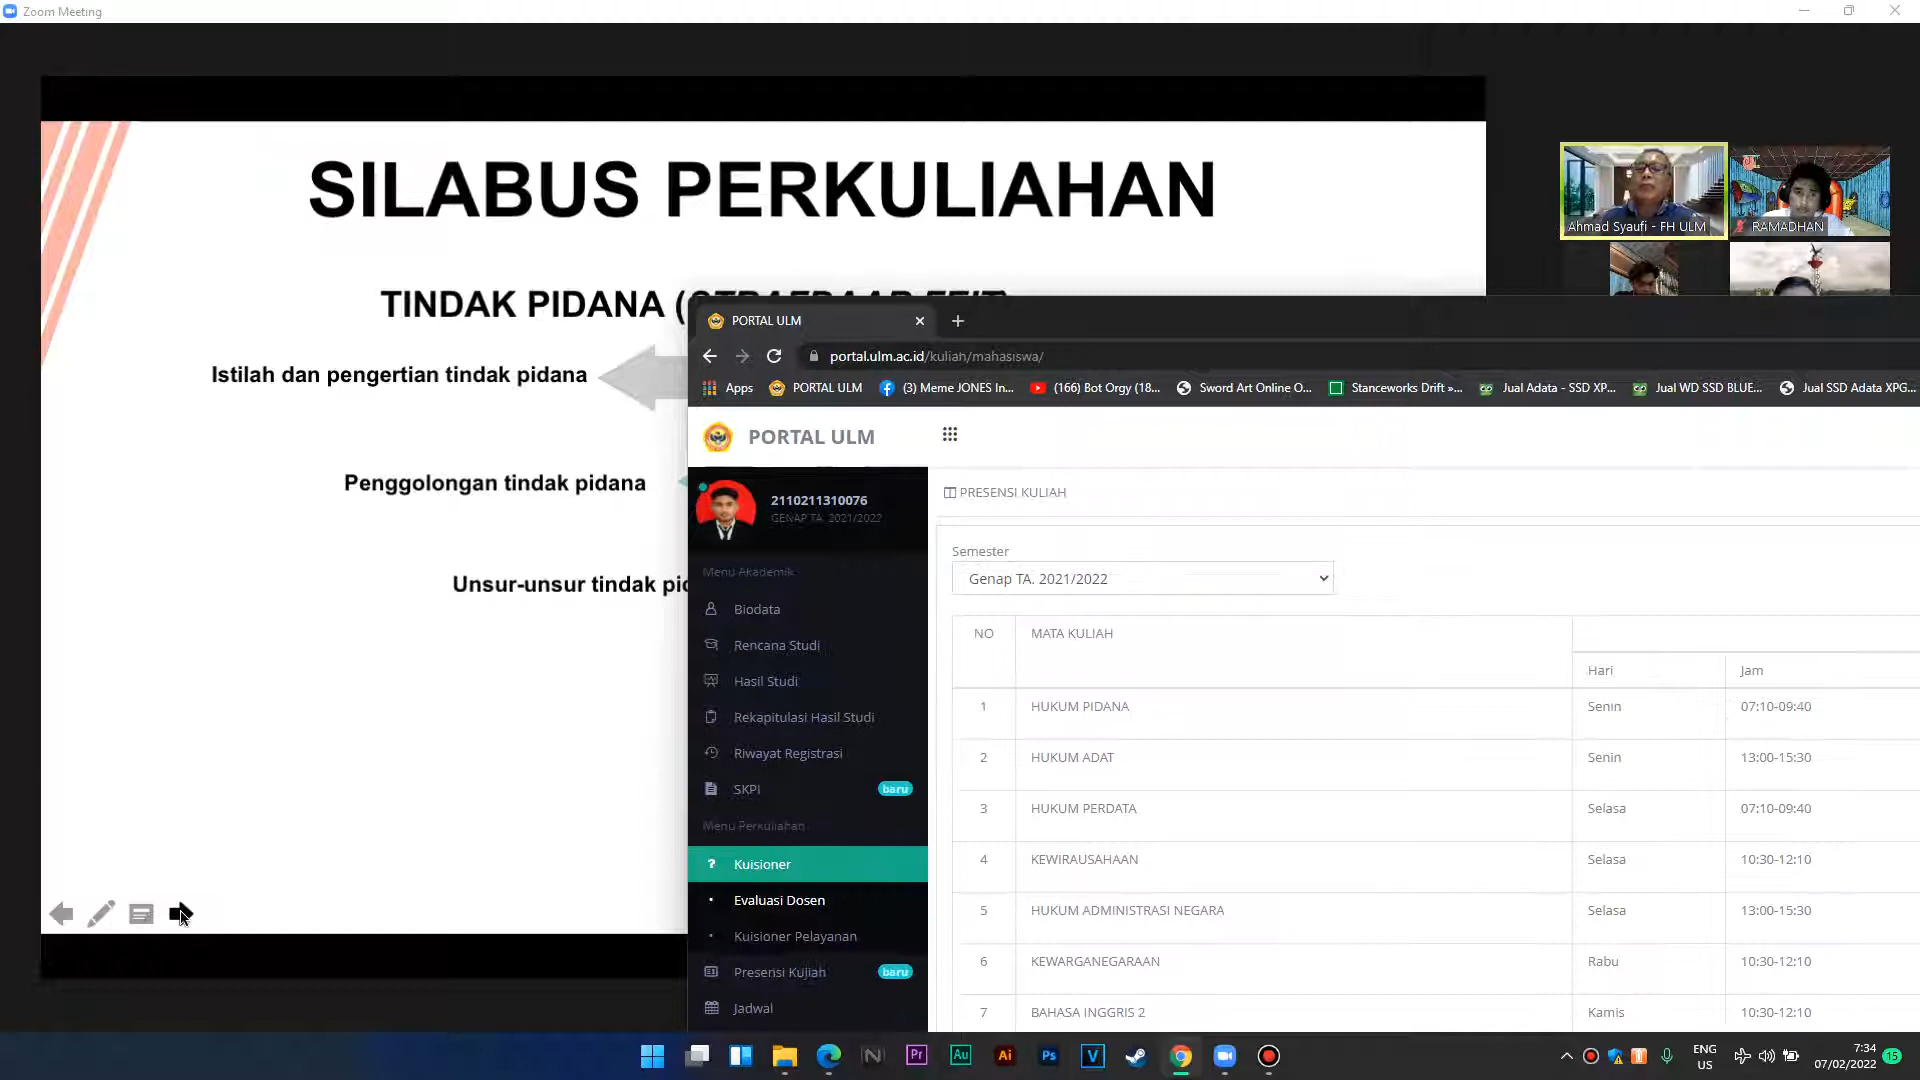 Zoom Meeting
SILABUS PERKULIAHAN
TINDAK PIDANA (
Istilah dan pengertian tindak pidana
Penggolongan tindak pidana
Unsur-unsur tindak
Ahmad Syaufi - FH ULM
RAMADHAN
PORTAL ULM
portal.ulm.ac.id/kuliah/mahasiswa/
Apps
PORTAL ULM
(3) Meme JONES In...
(166) Bot Orgy (18...
Sword Art Online O...
Stanceworks Drift »...
Jual Adata - SSD XP...
Jual WD SSD BLUE...
Jual SSD Adata XPG...
PORTAL ULM
2110211310076
GENAP TA. 2021/2022
Menu Akademik
Biodata
Rencana Studi
Hasil Studi
Rekapitulasi Hasil Studi
Riwayat Registrasi
SKPI baru
Menu Perkuliahan
Kuisioner
Evaluasi Dosen
Kuisioner Pelayanan
Presensi Kuliah baru
Jadwal
PRESENSI KULIAH
Semester
Genap TA. 2021/2022
NO MATA KULIAH
Hari Jam
1 HUKUM PIDANA Senin 07:10-09:40
2 HUKUM ADAT Senin 13:00-15:30
3 HUKUM PERDATA Selasa 07:10-09:40
4 KEWIRAUSAHAAN Selasa 10:30-12:10
5 HUKUM ADMINISTRASI NEGARA Selasa 13:00-15:30
6 KEWARGANEGARAAN Rabu 10:30-12:10
7 BAHASA INGGRIS 2 Kamis 10:30-12:10
Pr
Au
Ai
Ps
V
ENG
US
7:34
07/02/2022
15